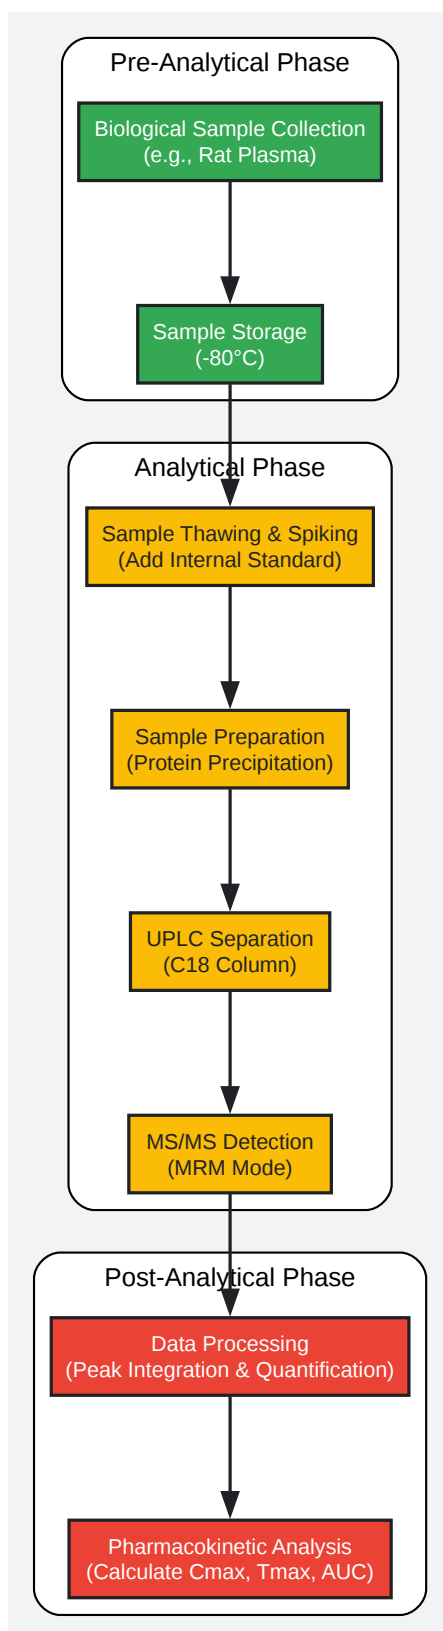 Pre-Analytical Phase
Biological Sample Collection
(e.g., Rat Plasma)
Sample Storage
(-80°C)
Analytical Phase
Sample Thawing & Spiking
(Add Internal Standard)
Sample Preparation
(Protein Precipitation)
UPLC Separation
(C18 Column)
MS/MS Detection
(MRM Mode)
Post-Analytical Phase
Data Processing
(Peak Integration & Quantification)
Pharmacokinetic Analysis
(Calculate Cmax, Tmax, AUC)